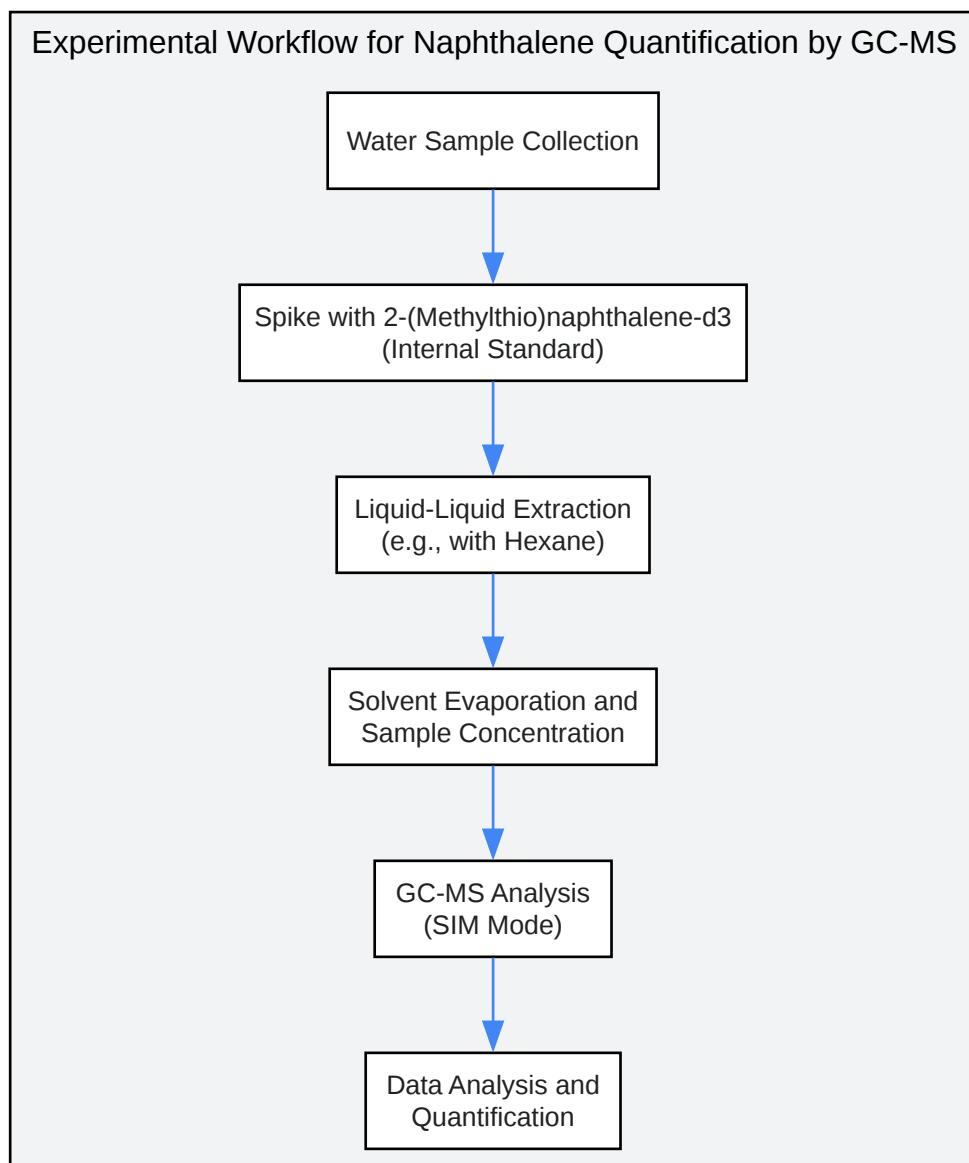 Experimental Workflow for Naphthalene Quantification by GC-MS
Water Sample Collection
Spike with 2-(Methylthio)naphthalene-d3
(Internal Standard)
Liquid-Liquid Extraction
(e.g., with Hexane)
Solvent Evaporation and
Sample Concentration
GC-MS Analysis
(SIM Mode)
Data Analysis and
Quantification